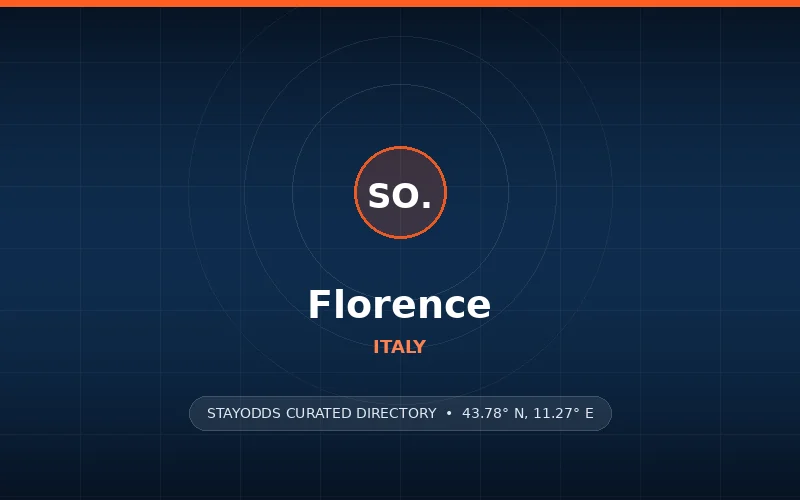 SO.
Florence
ITALY
STAYODDS CURATED DIRECTORY • 43.78° N, 11.27° E